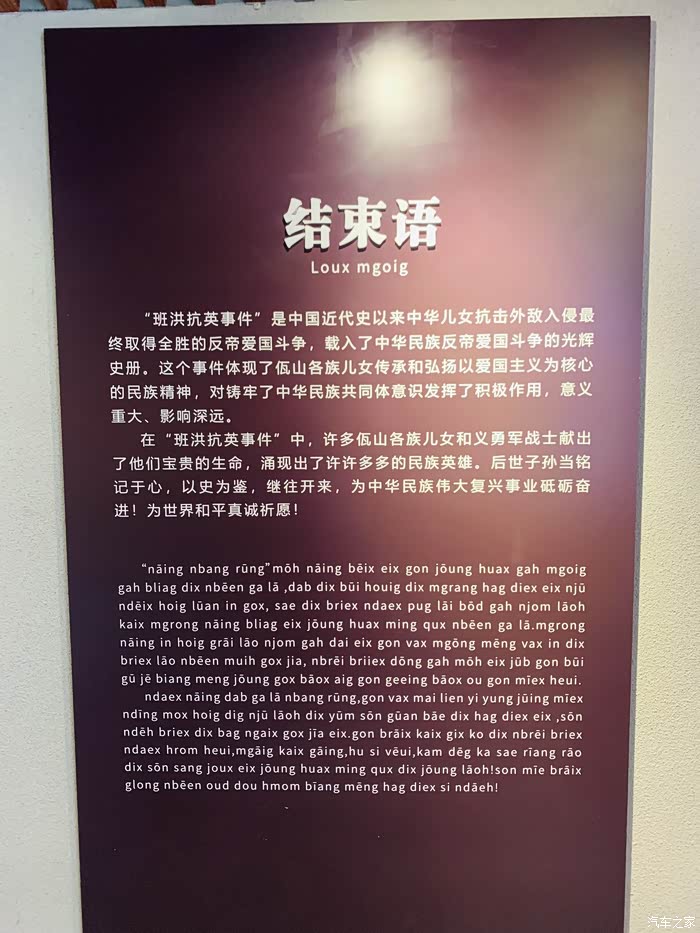 结束语
Loux mgoig
“班洪抗英事件”是中国近代史以来中华儿女抗击外敌入侵最
终取得全胜的反帝爱国斗争，载入了中华民族反帝爱国斗争的光辉
史册。这个事件体现了佤山各族儿女传承和弘扬以爱国主义为核心
的民族精神，对铸牢了中华民族共同体意识发挥了积极作用，意义
重大、影响深远。
在“班洪抗英事件”中，许多佤山各族儿女和义勇军战士献出
了他们宝贵的生命，涌现出了许许多多的民族英雄。后世子孙当铭
记于心，以史为鉴，继往开来，为中华民族伟大复兴事业砥砺奋
进！为世界和平真诚祈愿！
“nāing nbang rūng”mōh nāing bēix eix gon jōung huax gah mgoig
gah bliag dix nbēen ga lā ,dab dix būi houig dix mgrang hag diex eix njū
ndēix hoig lūan in gox, sae dix briex ndaex pug lāi bōd gah njom lāoh
kaix mgrong nāing bliag eix jōung huax ming qux nbēen ga lā.mgrong
nāing in hoig grāi lāo njom gah dai eix gon vax mgōng mēng vax in dix
briex lāo nbēen muih gox jia, nbrēi briiex dōng gah mōh eix jūb gon būi
gū jē biang meng jōung gox bāox aig gon geeing bāox ou gon mīex heui.
ndaex nāing dab ga lā nbang rūng,gon vax mai lien yi yung jūing mīex
ndīng mox hoig dig njū lāoh dix yūm sōn gūan bāe dix hag diex eix ,sōn
ndēh briex dix bag ngaix gox jīa eix.gon brāix kaix gix ko dix nbrēi briex
ndaex hrom heui,mgāig kaix gāing,hu si vēui,kam dēg ka sae rīang rāo
dix sōn sang joux eix jōung huax ming qux dix jōung lāoh!son mīe brāix
glong nbēen oud dou hmom bīang mēng hag diex si ndāeh!
汽车之家